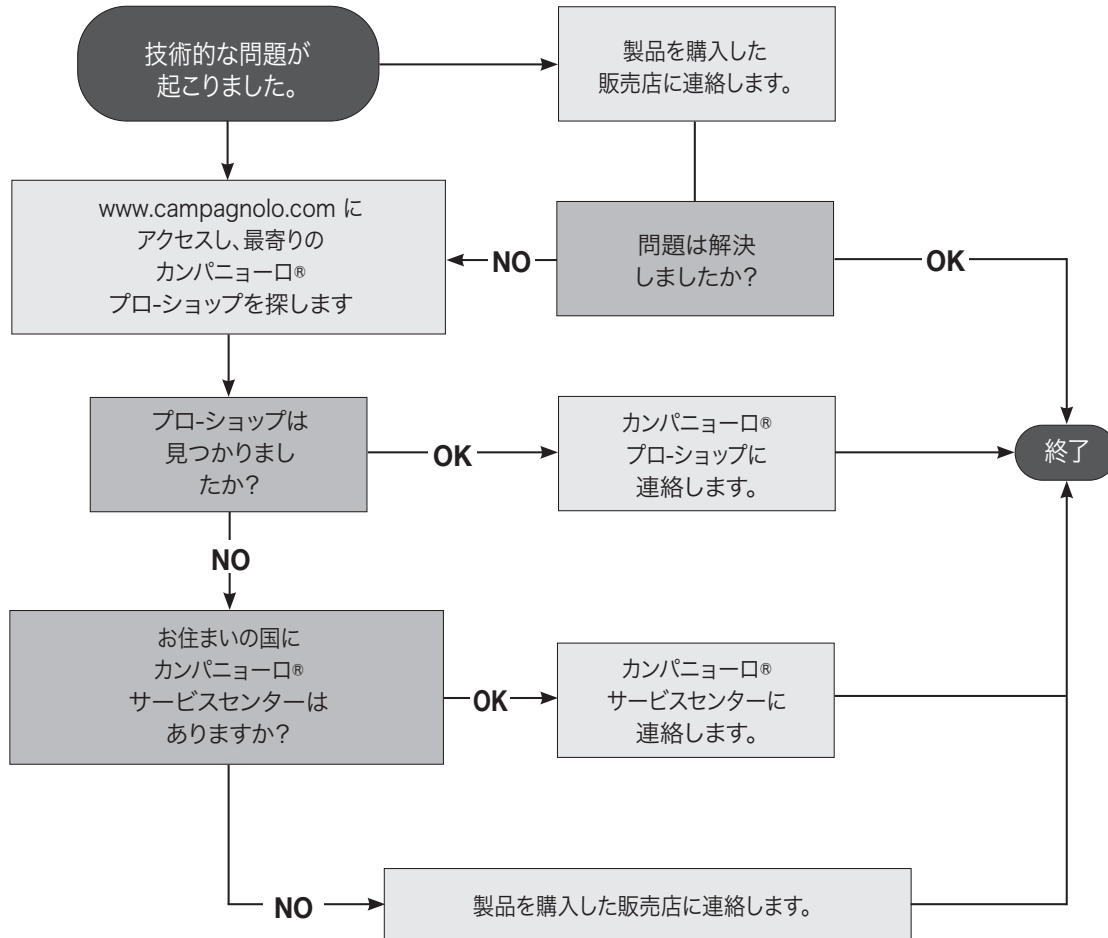 技術的な問題が
起こりました。
製品を購入した
販売店に連絡します。
www.campagnolo.com に
アクセスし、最寄りの
カンパニョーロ®
プロ-ショップを探します
NO
問題は解決
しましたか？
OK
プロ-ショップは
見つかりまし
たか？
OK
カンパニョーロ®
プロ-ショップに
連絡します。
終了
NO
お住まいの国に
カンパニョーロ®
サービスセンターは
ありますか？
OK
カンパニョーロ®
サービスセンターに
連絡します。
NO
製品を購入した販売店に連絡します。